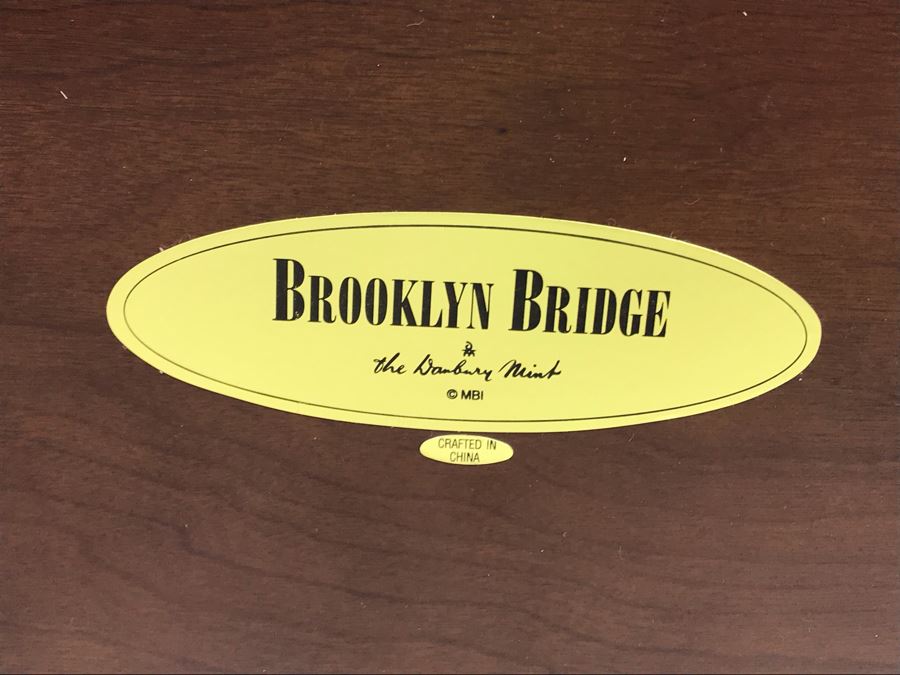 BROOKLYN BRIDGE
the Danbury Mint
© MBI
CRAFTED IN
CHINA